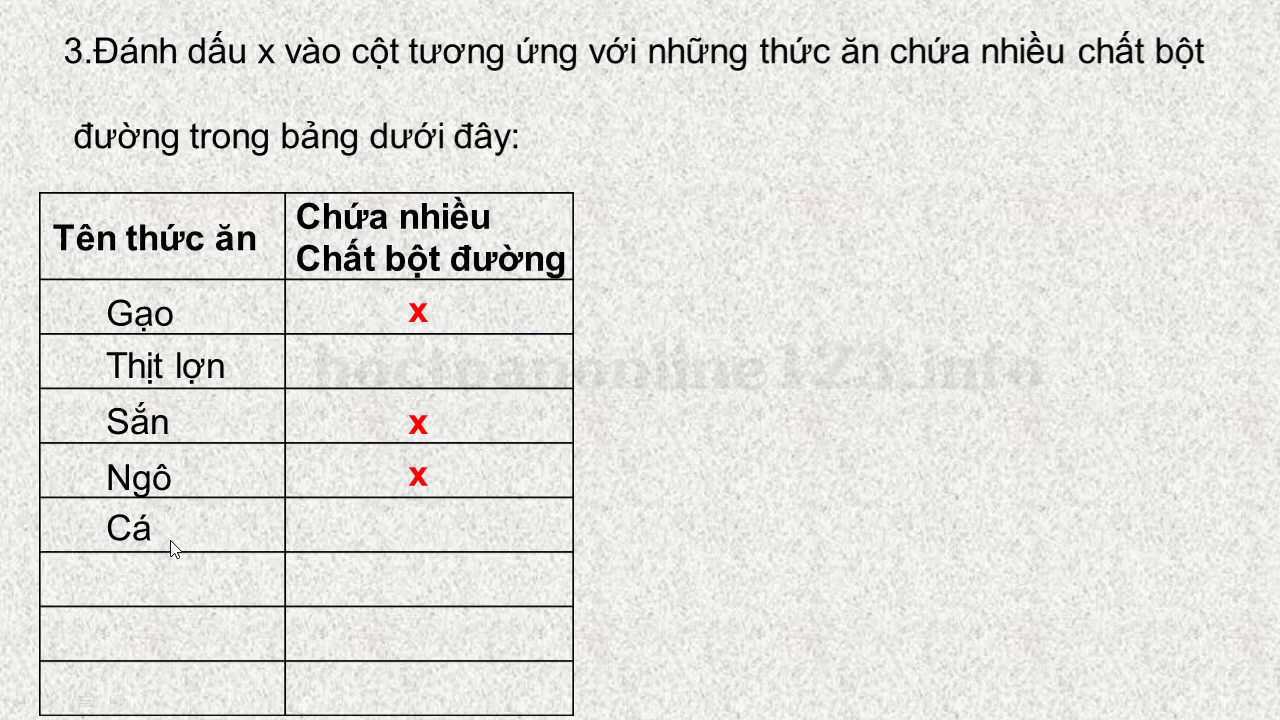 3.Đánh dấu x vào cột tương ứng với những thức ăn chứa nhiều chất bột
đường trong bảng dưới đây:
Tên thức ăn
Chứa nhiều
Chất bột đường
Gạo x
Thịt lợn
Sắn x
Ngô x
Cá